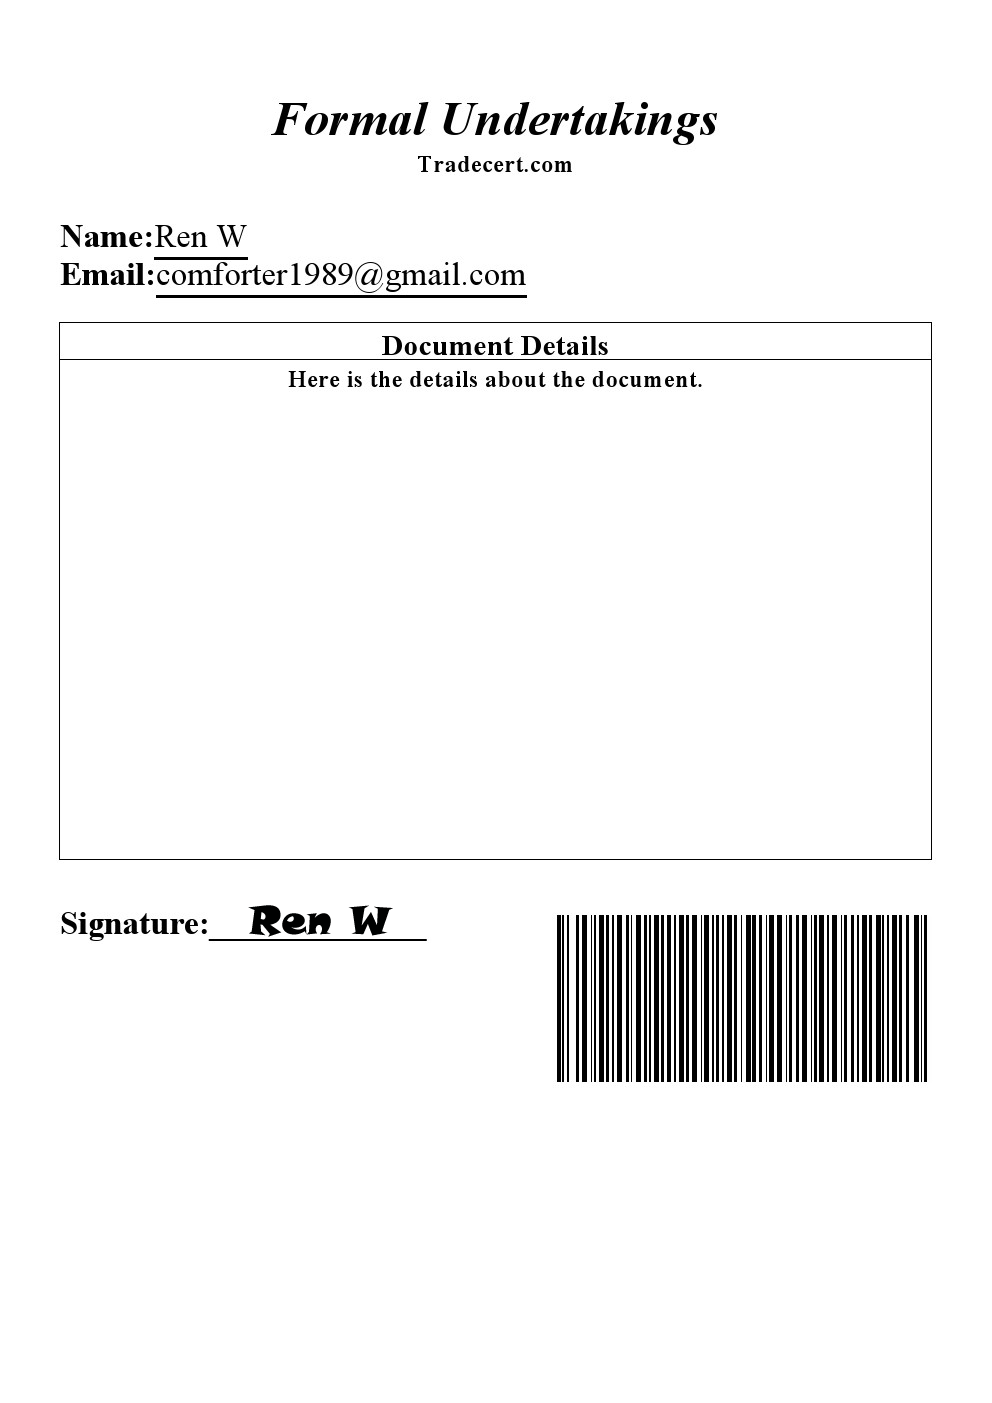 Formal Undertakings
Tradecert.com
Name:Ren W
Email:comforter1989@gmail.com
Document Details
Here is the details about the document.
Signature: Ren W